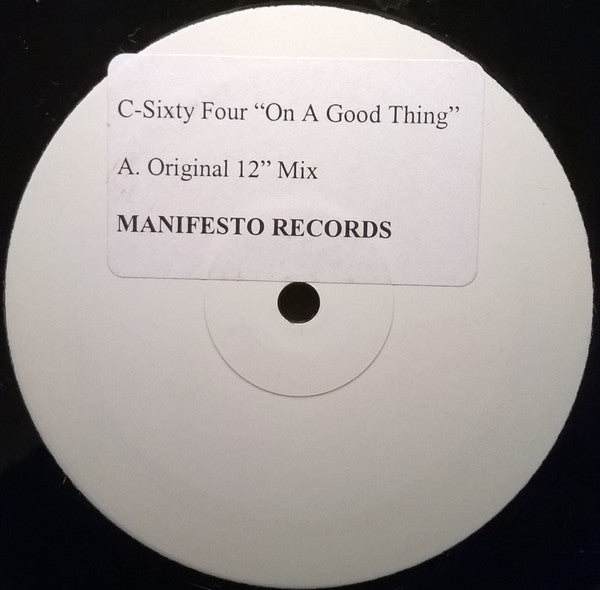 C-Sixty Four “On A Good Thing”
A. Original 12” Mix
MANIFESTO RECORDS